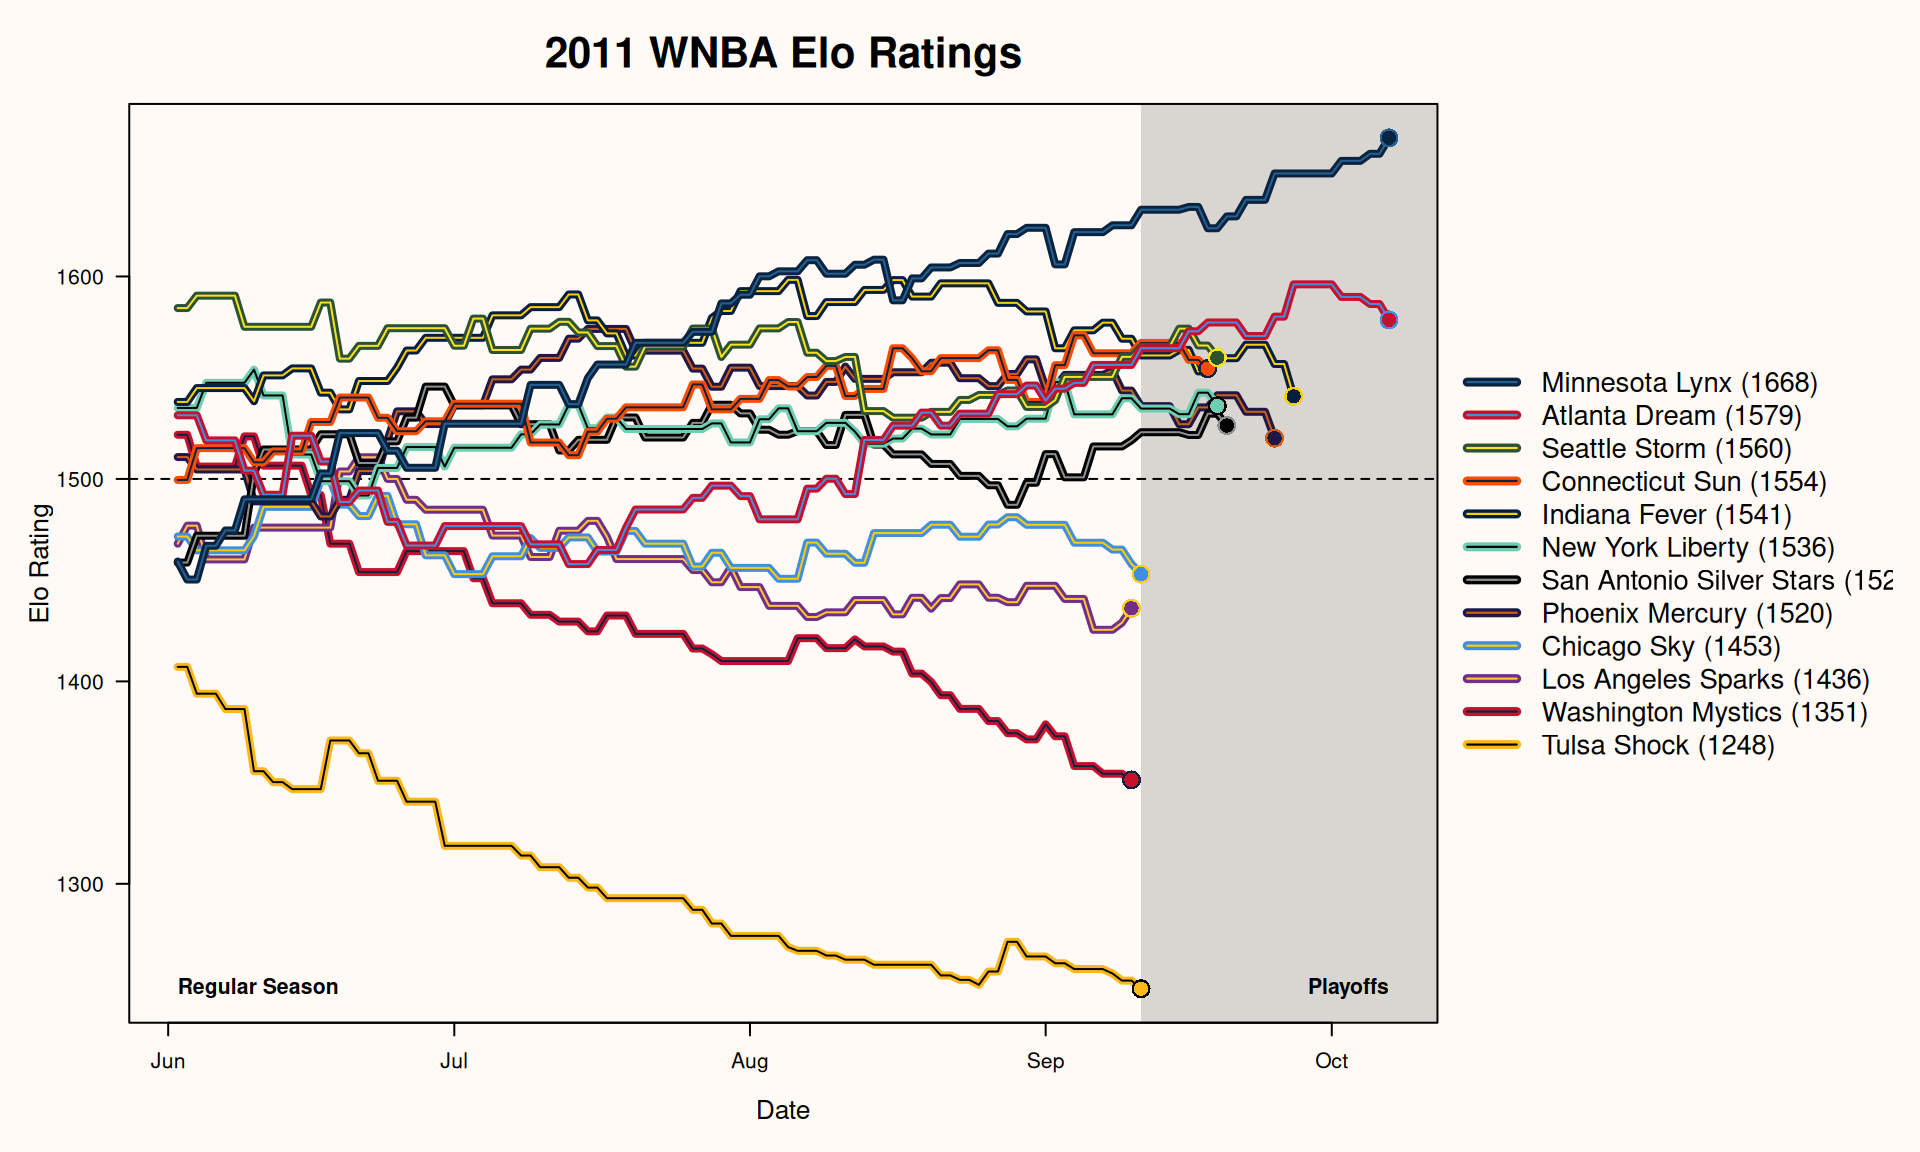 2011 WNBA Elo Ratings
Elo Rating
1600
1500
1400
1300
Regular Season
Playoffs
Jun
Jul
Aug
Sep
Oct
Date
Minnesota Lynx (1668)
Atlanta Dream (1579)
Seattle Storm (1560)
Connecticut Sun (1554)
Indiana Fever (1541)
New York Liberty (1536)
San Antonio Silver Stars (152
Phoenix Mercury (1520)
Chicago Sky (1453)
Los Angeles Sparks (1436)
Washington Mystics (1351)
Tulsa Shock (1248)